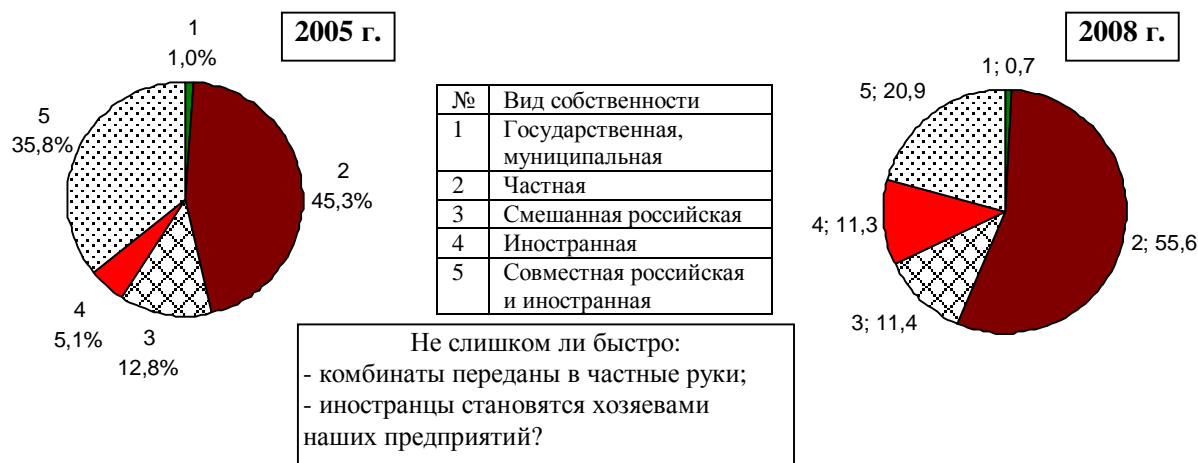 2005 г.
1
1,0%
2
45,3%
3
12,8%
4
5,1%
5
35,8%
№ Вид собственности
1 Государственная,
муниципальная
2 Частная
3 Смешанная российская
4 Иностранная
5 Совместная российская
и иностранная
2008 г.
1; 0,7
2; 55,6
3; 11,4
4; 11,3
5; 20,9
Не слишком ли быстро:
- комбинаты переданы в частные руки;
- иностранцы становятся хозяевами
наших предприятий?